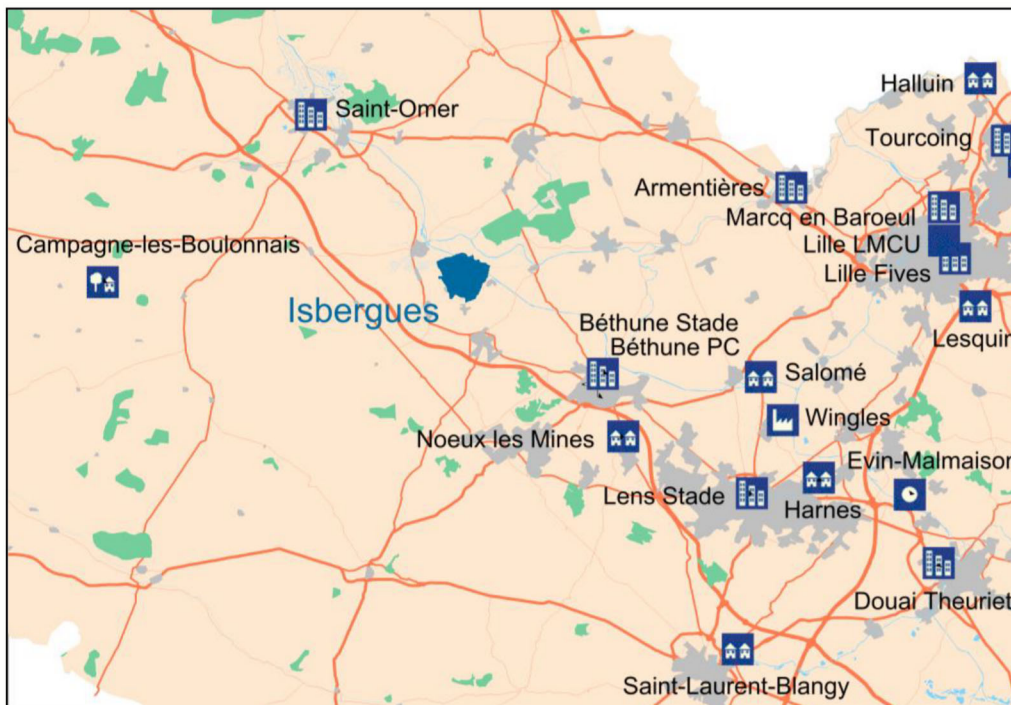 Halluin
Saint-Omer
Tourcoing
Armentières
Marcq en Baroeul
Campagne-les-Boulonnais
Lille LMCU
Lille Fives
Isbergues
Béthune Stade
Lesquin
Béthune PC
Salomé
Wingles
Noeux les Mines
Evin-Malmaison
Lens Stade
Harnes
Douai Theuriet
Saint-Laurent-Blangy